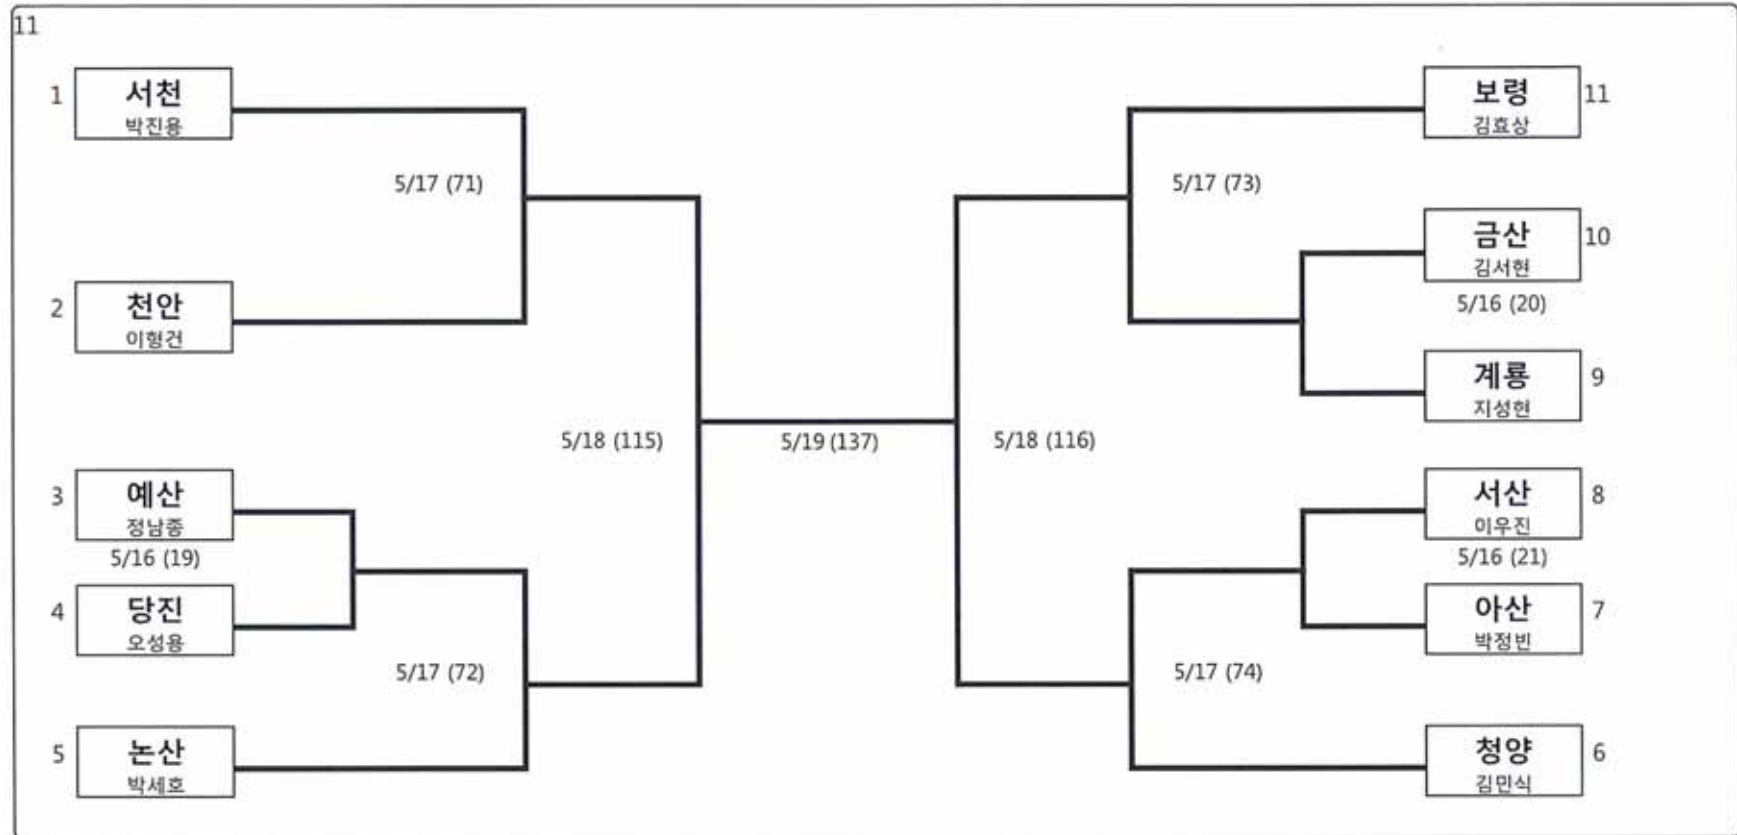 11
1
서천
박진용
5/17 (71)
2
천안
이형건
3
예산
정남종
5/16 (19)
4
당진
오성용
5/17 (72)
5
논산
박세호
5/18 (115)
5/19 (137)
5/18 (116)
보령
11
김효상
5/17 (73)
금산
10
김서현
5/16 (20)
계룡
9
지성현
서산
8
이우진
5/16 (21)
아산
7
박정빈
5/17 (74)
청양
6
김민식